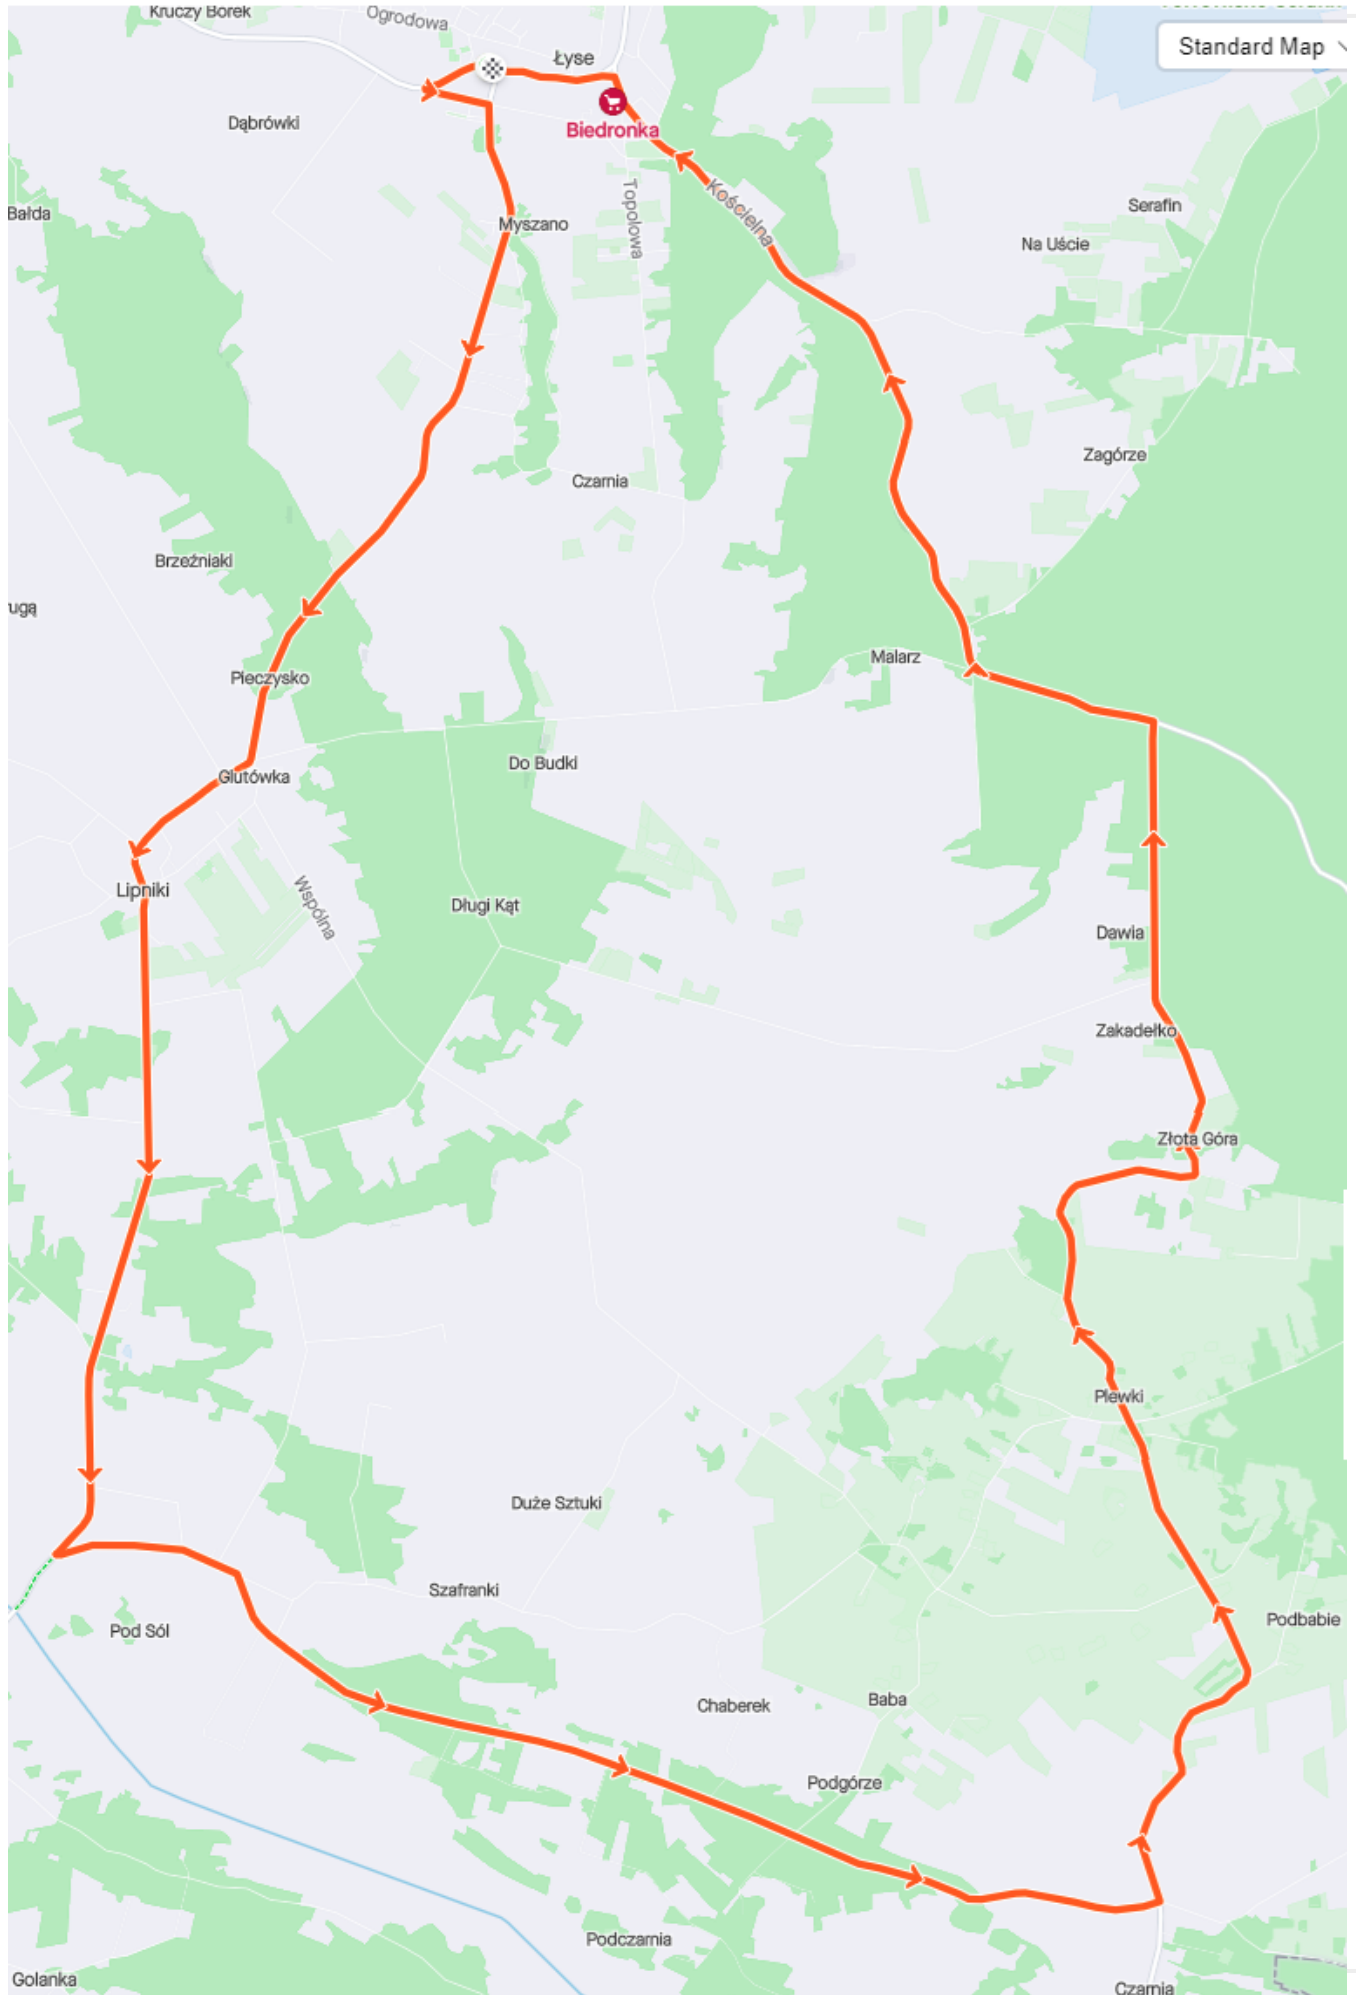 Kruczy Borek
Ogrodowa
Standard Map
Łyse
Dąbrówki
Biedronka
Bałda
Topolowa
Kościelna
Serafin
Myszano
Na Uście
Zagórze
Czarnia
Brzeźniaki
ugą
Malarz
Pieczysko
Do Budki
Glutówka
Lipniki
Wspólna
Długi Kąt
Dawia
Zakadełko
Złota Góra
Plewki
Duże Sztuki
Szafranki
Podbabie
Pod Sól
Chaberek
Baba
Podgórze
Podczarnia
Golanka
Czarnia